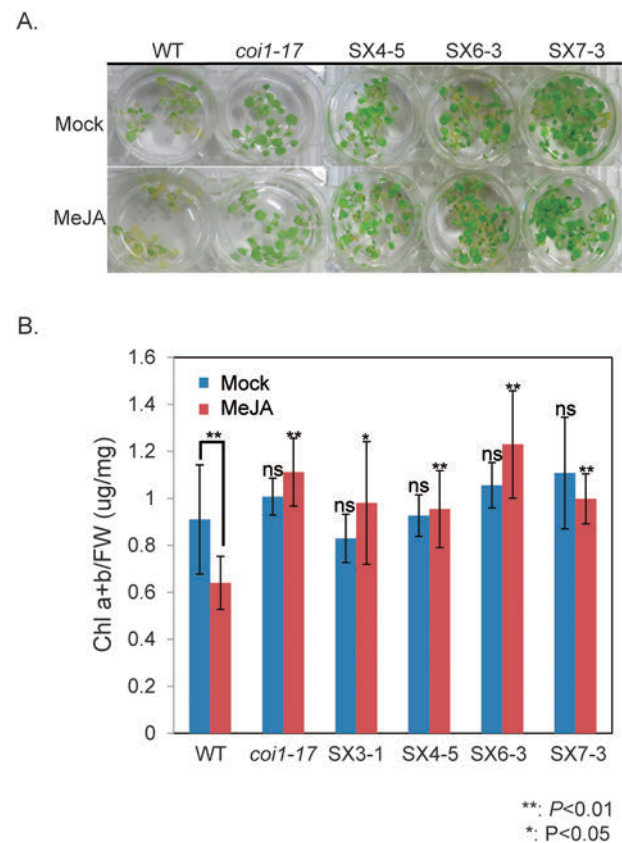 A.
WT coi1-17 SX4-5 SX6-3 SX7-3
Mock
MeJA
B.
Chl a+b/FW (ug/mg)
1.6
1.4
1.2
1
0.8
0.6
0.4
0.2
0
Mock
MeJA
**
ns
**
*
ns
**
ns
**
ns
**
WT coi1-17 SX3-1 SX4-5 SX6-3 SX7-3
**: P<0.01
*: P<0.05